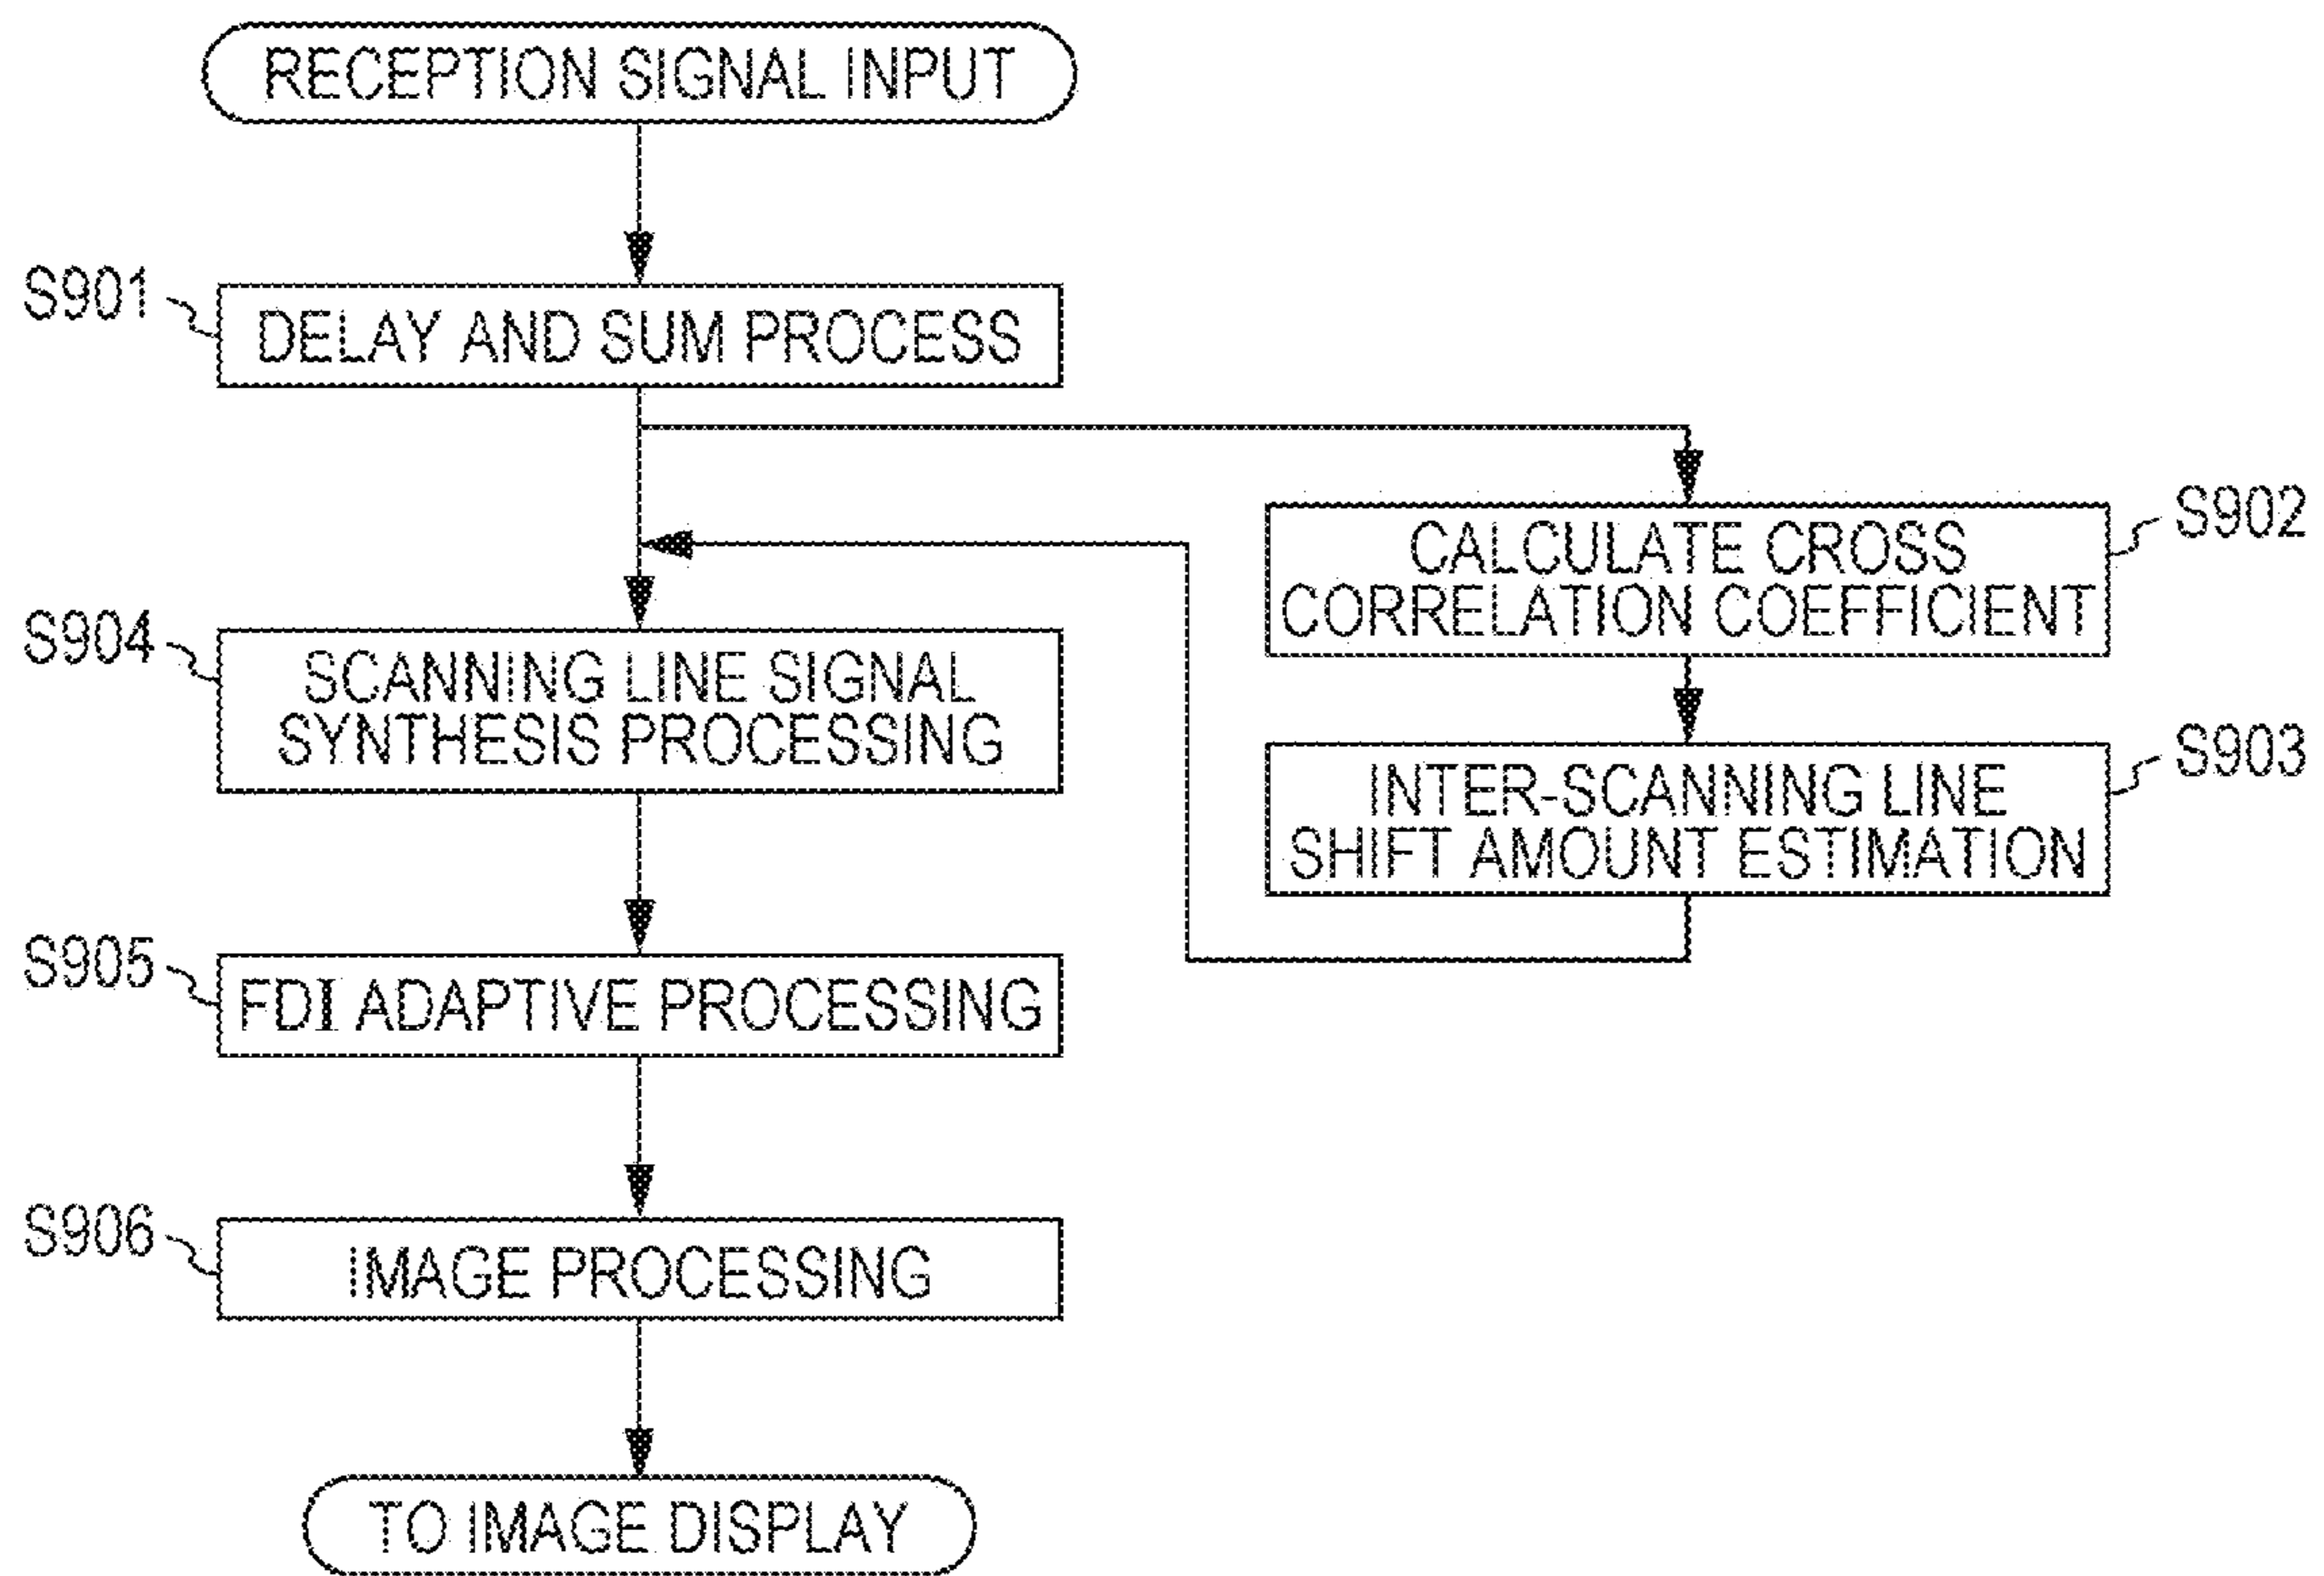 RECEPTION SIGNAL INPUT
S901
DELAY AND SUM PROCESS
S902
CALCULATE CROSS
CORRELATION COEFFICIENT
S903
INTER-SCANNING LINE
SHIFT AMOUNT ESTIMATION
S904
SCANNING LINE SIGNAL
SYNTHESIS PROCESSING
S905
FDI ADAPTIVE PROCESSING
S906
IMAGE PROCESSING
TO IMAGE DISPLAY